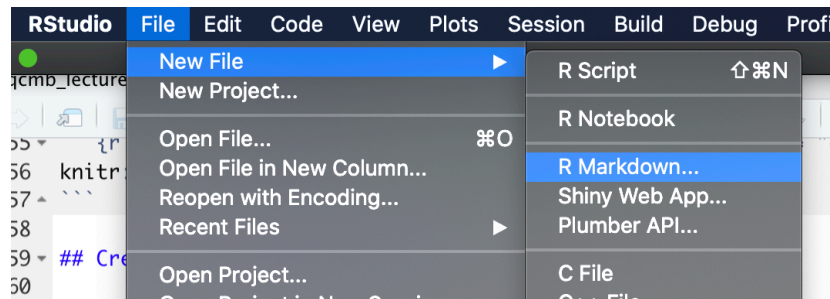 RStudio File Edit Code View Plots Session Build Debug Profi
New File ▶
New Project...
Open File... ⌘O
Open File in New Column...
Reopen with Encoding...
Recent Files ▶
Open Project...
R Script ⇧⌘N
R Notebook
R Markdown...
Shiny Web App...
Plumber API...
C File
qcmb_lecture
55 {r
56 knitr
57 ```
58
59 ## Cre
60